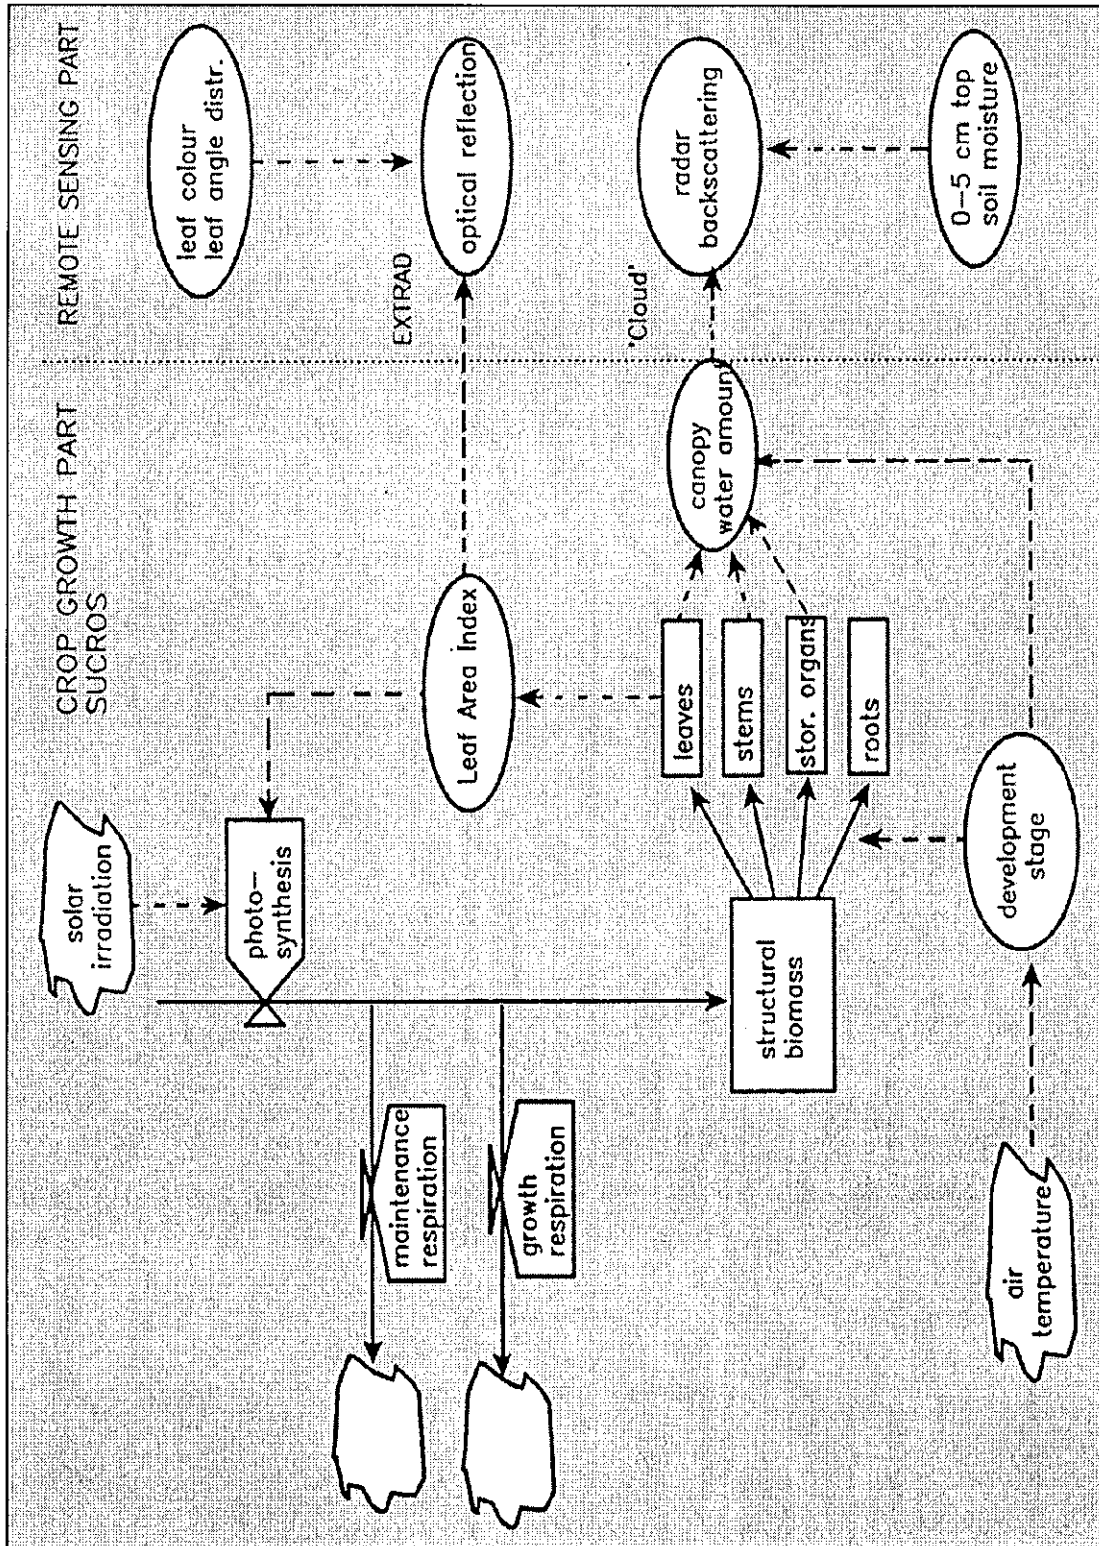 CROP GROWTH PART
SUCROS
REMOTE SENSING PART
solar
irradiation
photo—
synthesis
maintenance
respiration
growth
respiration
Leaf Area Index
EXTRAD
leaf colour
leaf angle distr.
optical reflection
structural
biomass
leaves
stems
stor. organs
roots
canopy
water amount
'Cloud'
radar
backscattering
0—5 cm top
soil moisture
air
temperature
development
stage